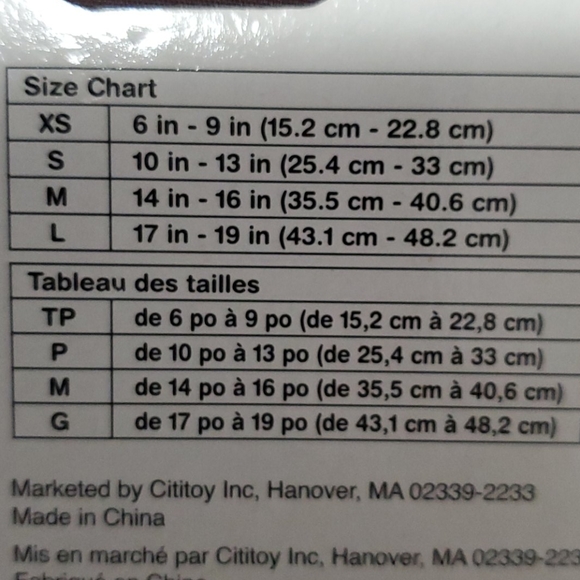 Size Chart
XS 6 in - 9 in (15.2 cm - 22.8 cm)
S 10 in - 13 in (25.4 cm - 33 cm)
M 14 in - 16 in (35.5 cm - 40.6 cm)
L 17 in - 19 in (43.1 cm - 48.2 cm)
Tableau des tailles
TP de 6 po à 9 po (de 15,2 cm à 22,8 cm)
P de 10 po à 13 po (de 25,4 cm à 33 cm)
M de 14 po à 16 po (de 35,5 cm à 40,6 cm)
G de 17 po à 19 po (de 43,1 cm à 48,2 cm)
Marketed by Cititoy Inc, Hanover, MA 02339-2233
Made in China
Mis en marché par Cititoy Inc, Hanover, MA 02339-223